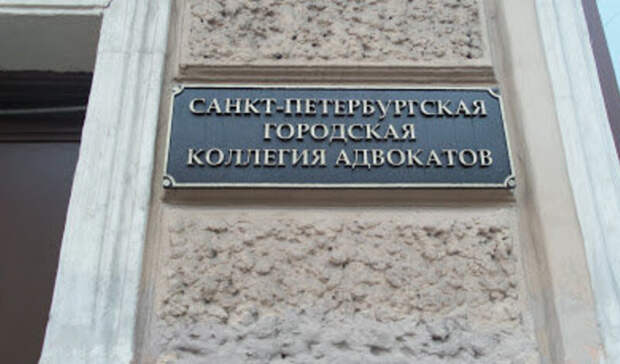 САНКТ-ПЕТЕРБУРГСКАЯ
ГОРОДСКАЯ
КОЛЛЕГИЯ АДВОКАТОВ